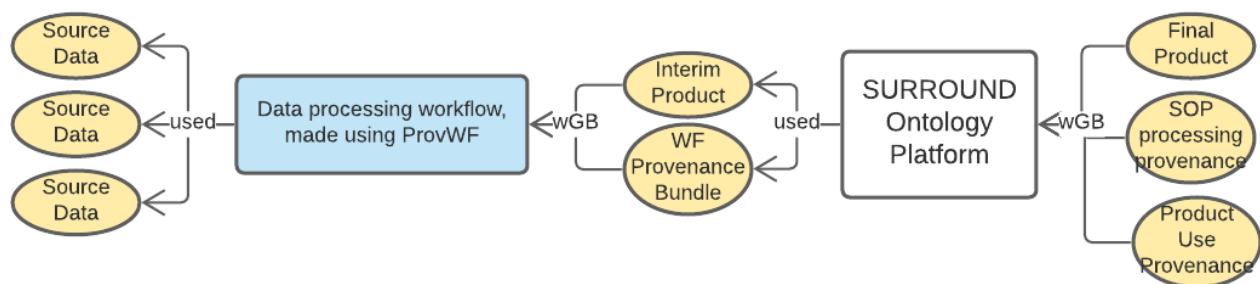 Source
Data
Source
Data
Source
Data
used
Data processing workflow,
made using ProvWF
wGB
Interim
Product
WF
Provenance
Bundle
used
SURROUND
Ontology
Platform
wGB
Final
Product
SOP
processing
provenance
Product
Use
Provenance